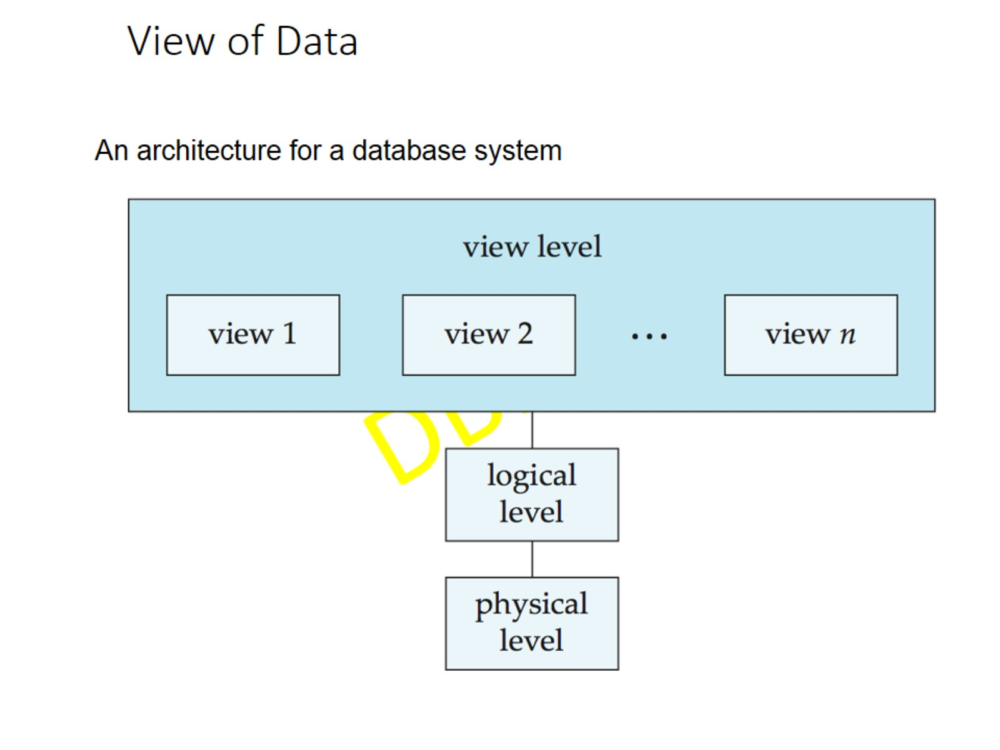 View of Data
An architecture for a database system
view level
view 1 view 2 ... view n
logical
level
physical
level